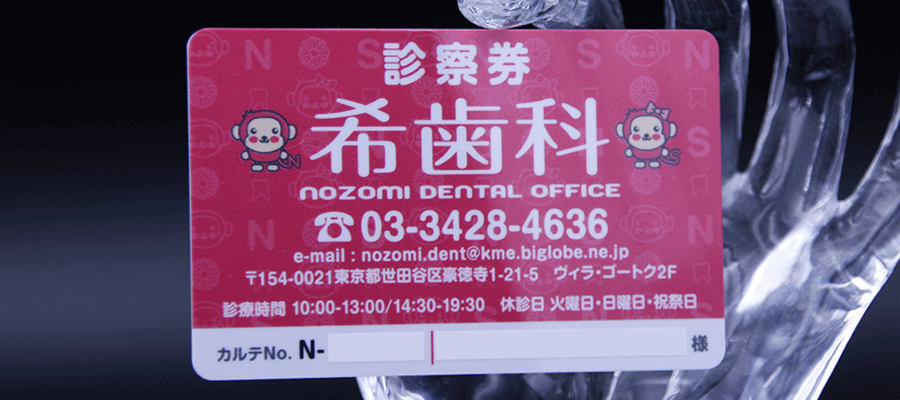 診察券
希歯科
NOZOMI DENTAL OFFICE
☎03-3428-4636
e-mail : nozomi.dent@kme.biglobe.ne.jp
〒154-0021東京都世田谷区豪徳寺1-21-5 ヴィラ・ゴートク2F
診療時間 10:00-13:00/14:30-19:30 休診日 火曜日・日曜日・祝祭日
カルテNo. N- 様